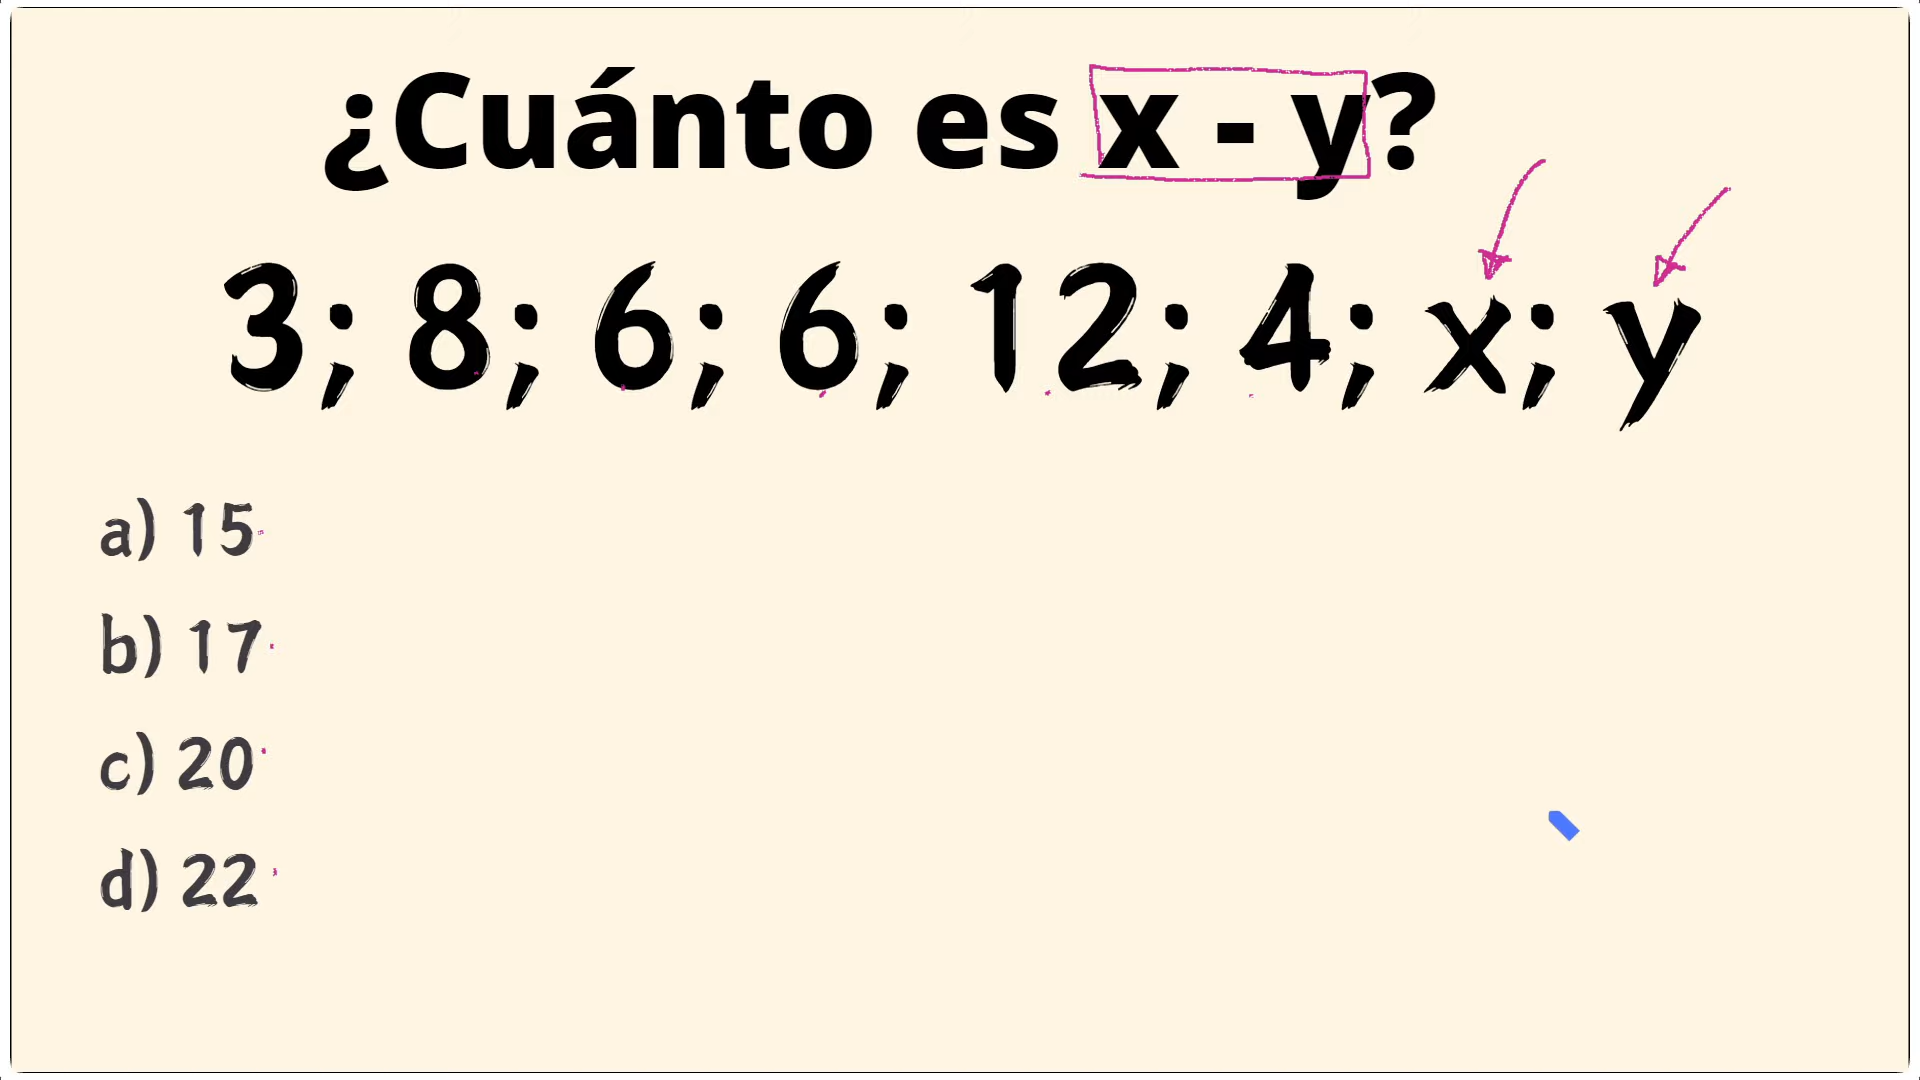 ¿Cuánto es x - y?
3; 8; 6; 6; 12; 4; x; y
a) 15
b) 17
c) 20
d) 22